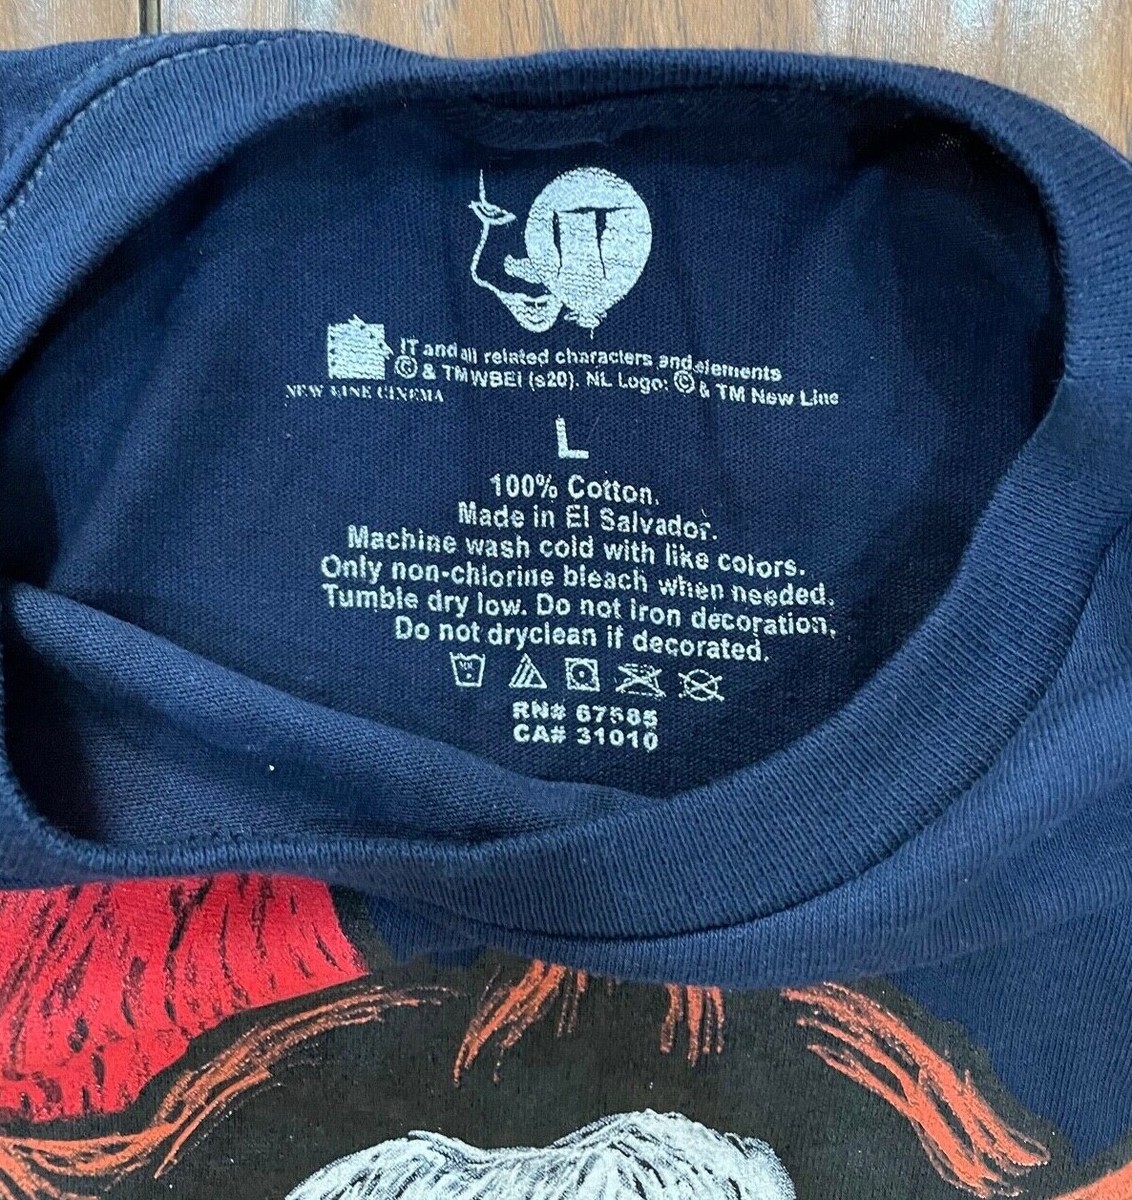 IT
IT and all related characters and elements
© & TM WBEI (s20). NL Logo: © & TM New Line
NEW LINE CINEMA
L
100% Cotton.
Made in El Salvador.
Machine wash cold with like colors.
Only non-chlorine bleach when needed.
Tumble dry low. Do not iron decoration.
Do not dryclean if decorated.
RN# 67585
CA# 31010